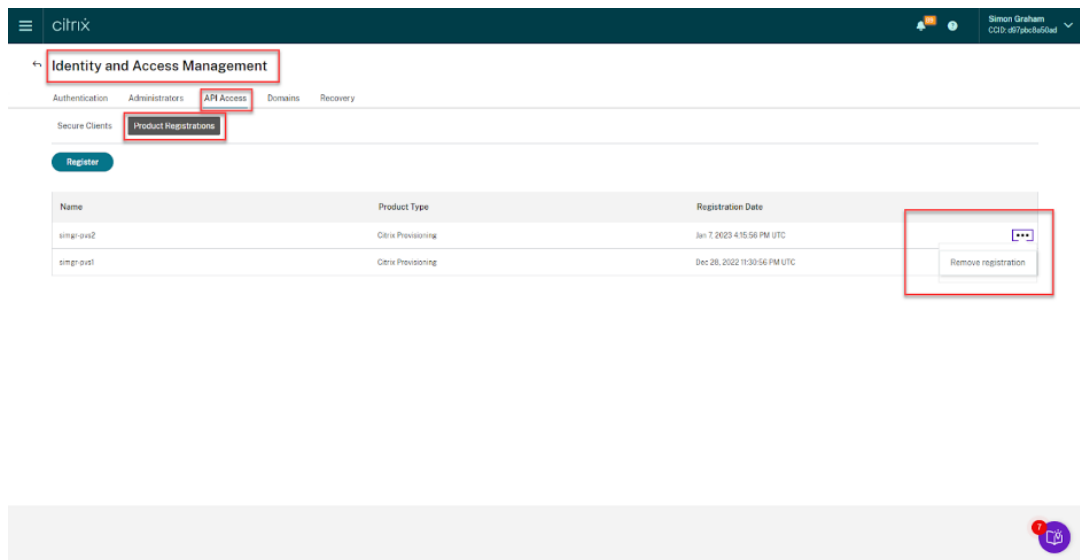 citrix
Simon Graham
CCID: d97pbc8a50ad
Identity and Access Management
Authentication Administrators API Access Domains Recovery
Secure Clients Product Registrations
Register
Name Product Type Registration Date
simgr-pvs2 Citrix Provisioning Jan 7, 2023 4:15:56 PM UTC
simgr-pvs1 Citrix Provisioning Dec 28, 2022 11:30:56 PM UTC
Remove registration
7